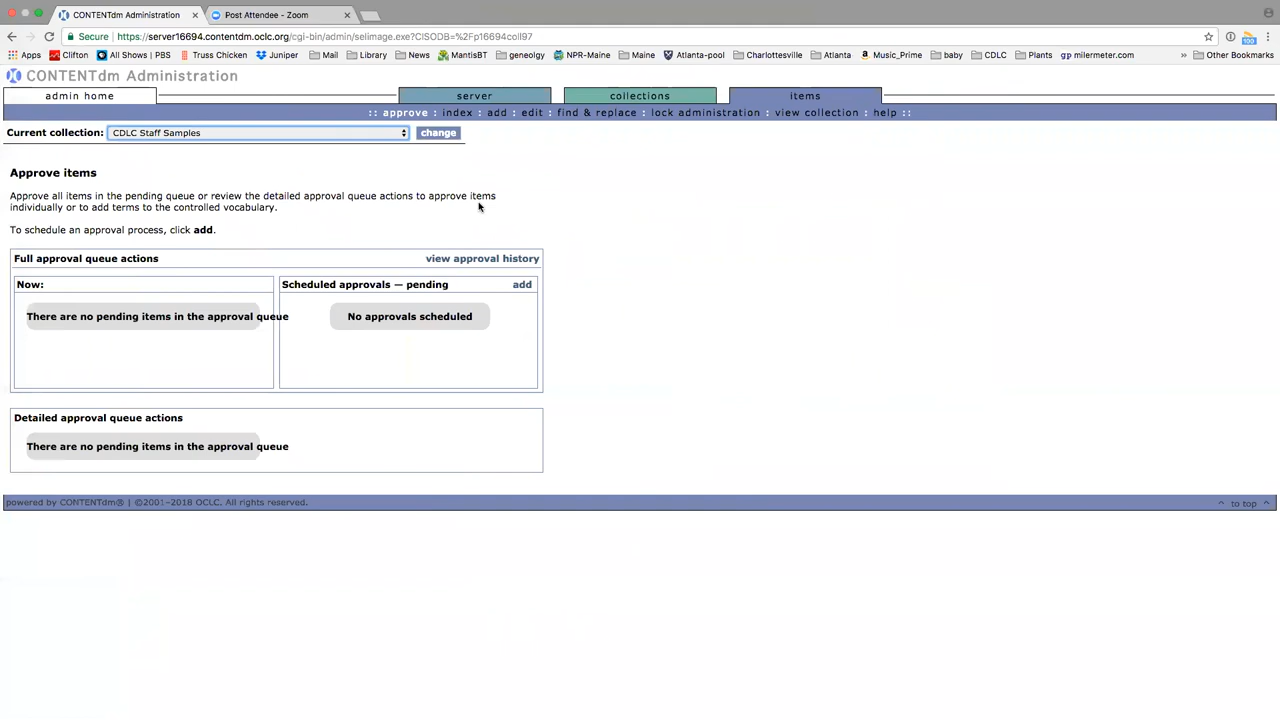 CONTENTdm Administration
Post Attendee - Zoom
Secure
https://server16694.contentdm.oclc.org/cgi-bin/admin/selimage.exe?CISODB=%2Fp16694coll97
Apps Clifton All Shows | PBS Truss Chicken Juniper Mail Library News MantisBT geneolgy NPR-Maine Maine Atlanta-pool Charlottesville Atlanta Music_Prime baby CDLC Plants gp milermeter.com » Other Bookmarks
CONTENTdm Administration
admin home server collections items
:: approve : index : add : edit : find & replace : lock administration : view collection : help ::
Current collection: CDLC Staff Samples change
Approve items
Approve all items in the pending queue or review the detailed approval queue actions to approve items
individually or to add terms to the controlled vocabulary.
To schedule an approval process, click add.
Full approval queue actions view approval history
Now: Scheduled approvals — pending add
There are no pending items in the approval queue No approvals scheduled
Detailed approval queue actions
There are no pending items in the approval queue
powered by CONTENTdm® | ©2001-2018 OCLC. All rights reserved. ^ to top ^